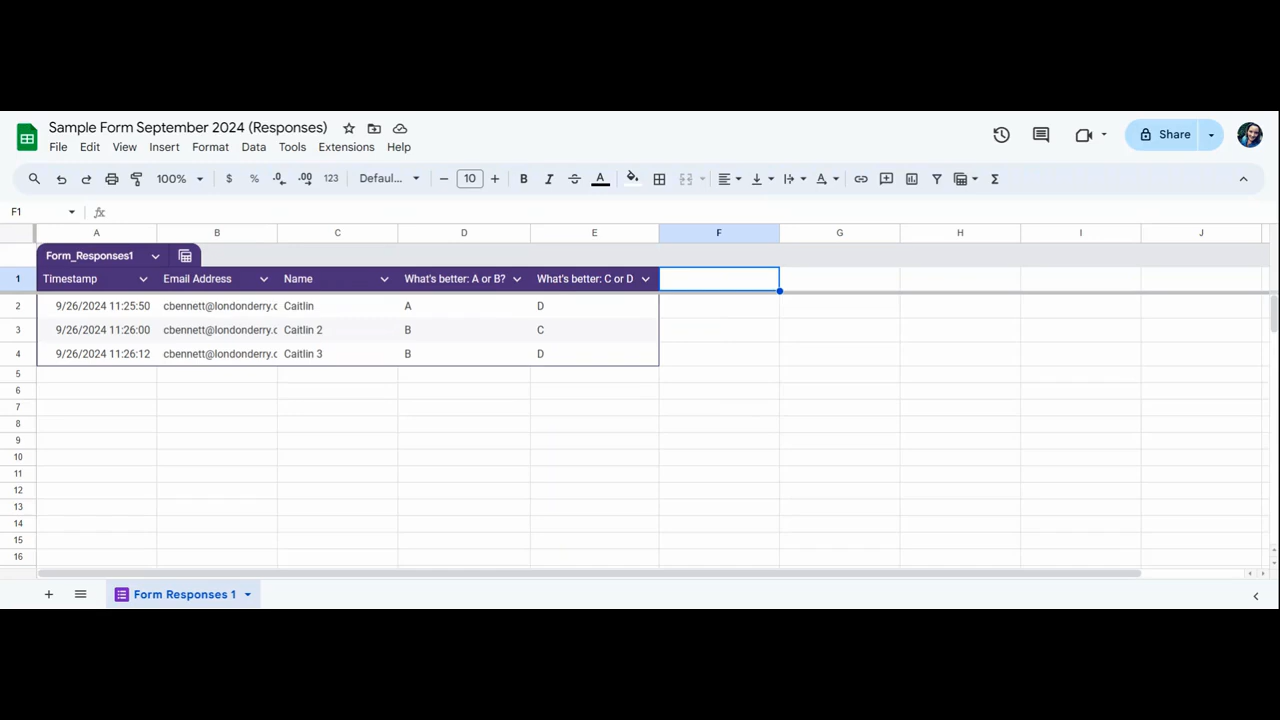 Sample Form September 2024 (Responses)
File Edit View Insert Format Data Tools Extensions Help
Share
100% $ % .0 .00 123 Defaul... 10 B I S A
F1 fx
A B C D E F G H I J
Form_Responses1
1 Timestamp Email Address Name What's better: A or B? What's better: C or D
2 9/26/2024 11:25:50 cbennett@londonderry.c Caitlin A D
3 9/26/2024 11:26:00 cbennett@londonderry.c Caitlin 2 B C
4 9/26/2024 11:26:12 cbennett@londonderry.c Caitlin 3 B D
5
6
7
8
9
10
11
12
13
14
15
16
Form Responses 1